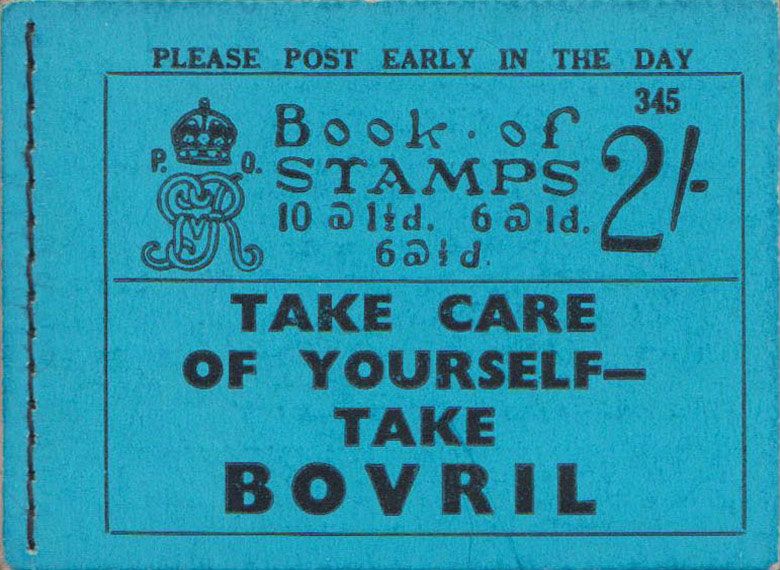 PLEASE POST EARLY IN THE DAY
345
P. O.
Book · of
STAMPS
2/-
10 @ 1½d. 6 @ 1d.
6 @ ½d.
TAKE CARE
OF YOURSELF—
TAKE
BOVRIL